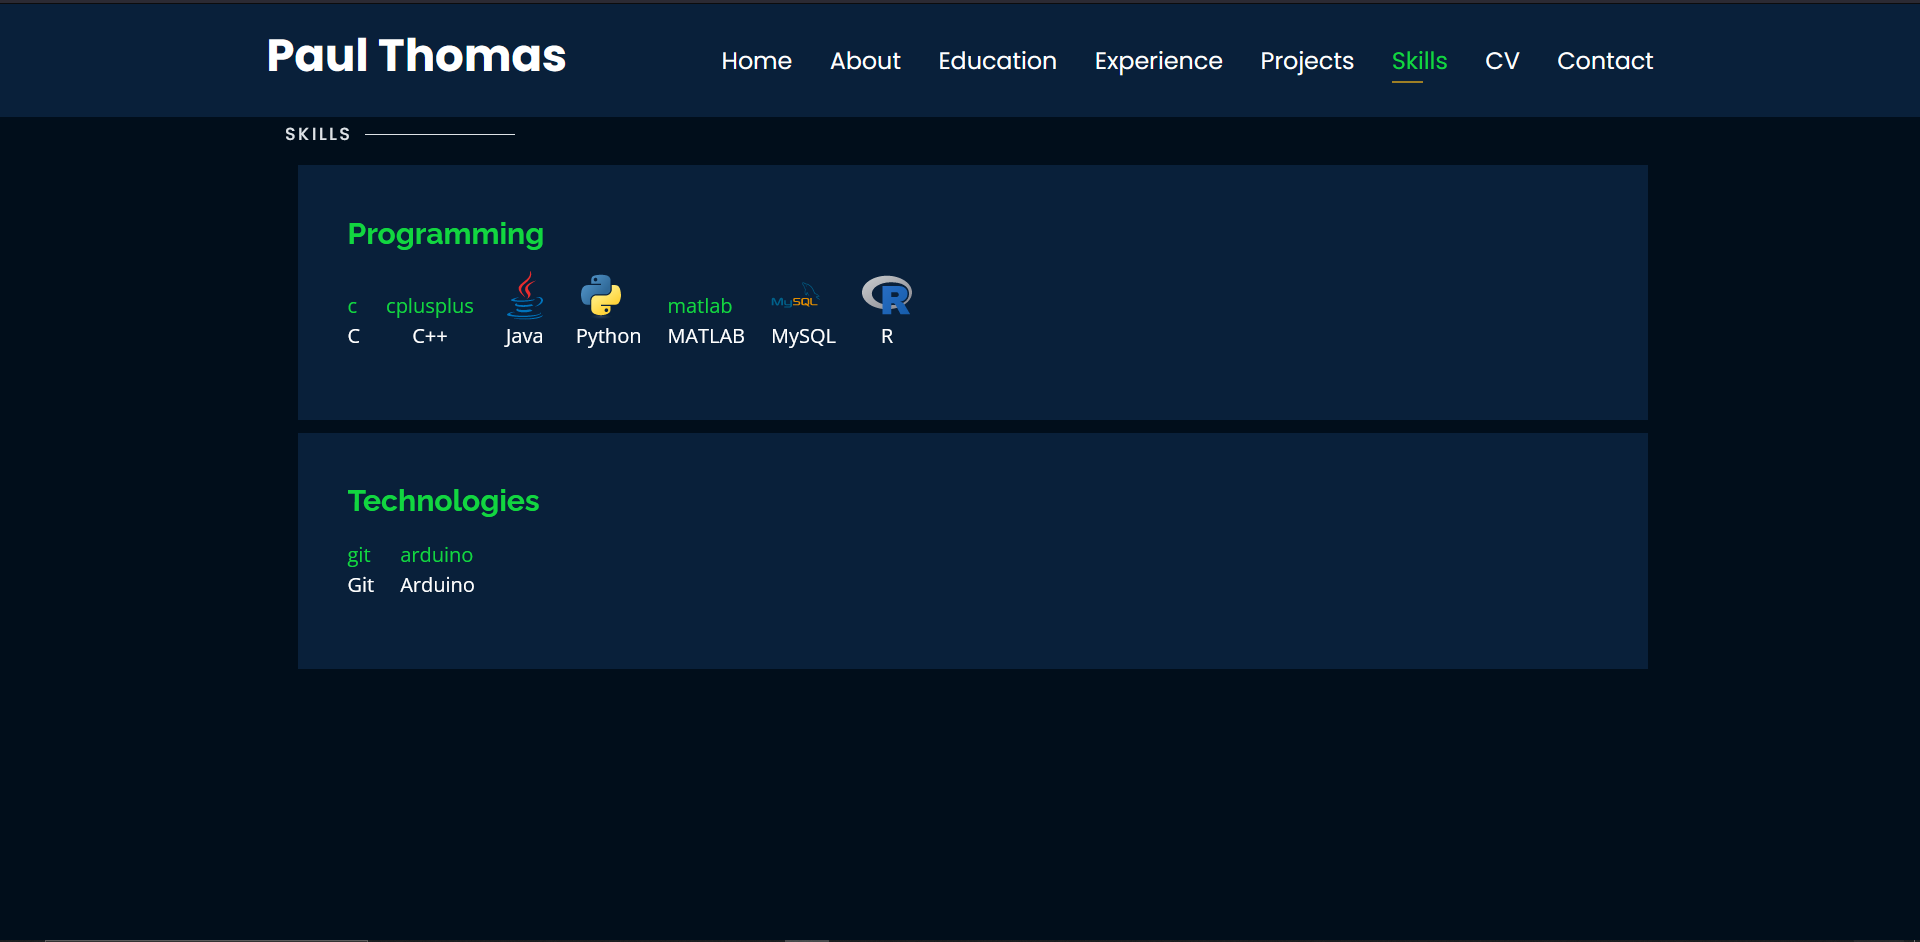 Paul Thomas
Home About Education Experience Projects Skills CV Contact
SKILLS
Programming
c cplusplus matlab MySQL R
C C++ Java Python MATLAB MySQL R
Technologies
git arduino
Git Arduino